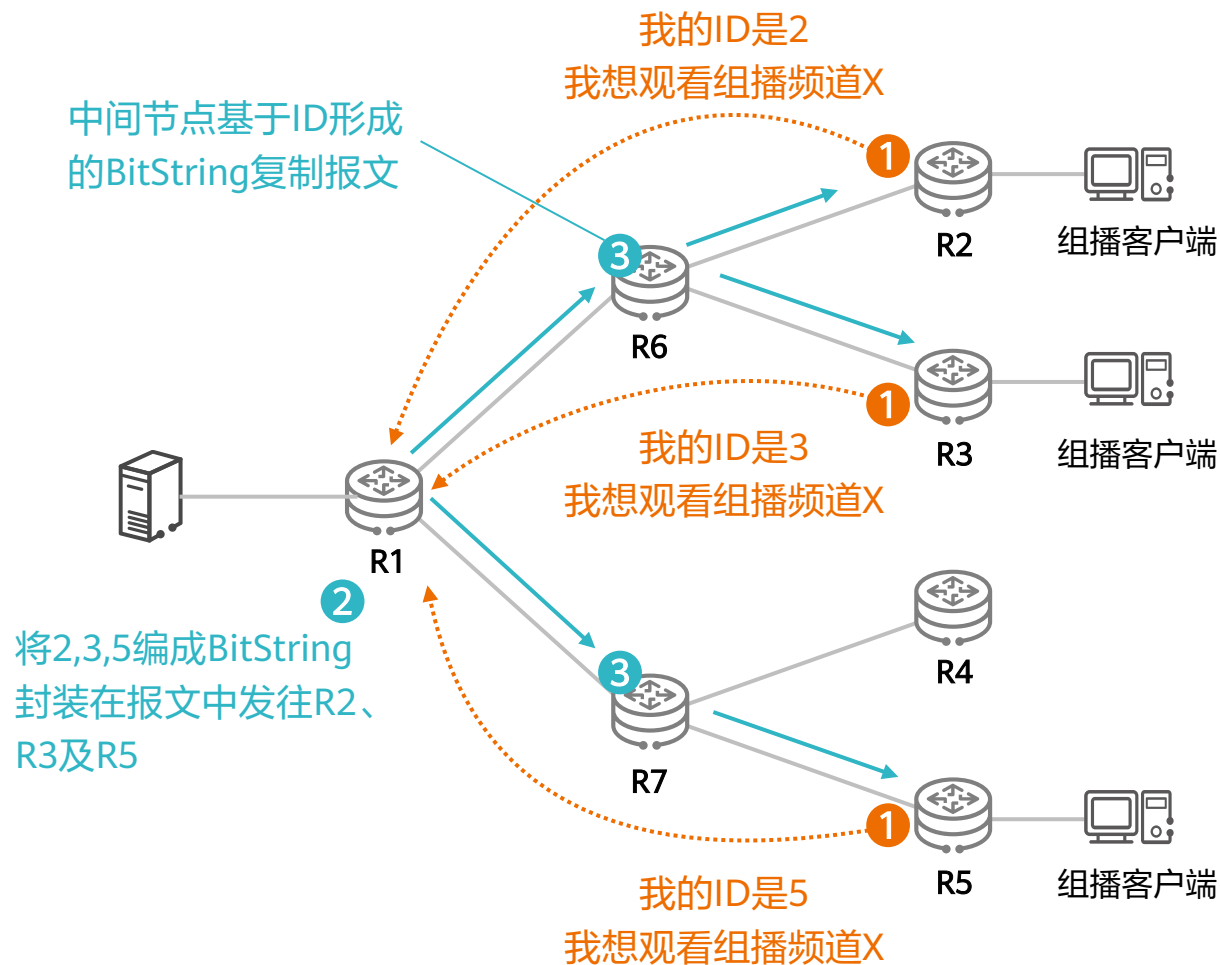 我的ID是2
我想观看组播频道X
中间节点基于ID形成
的BitString复制报文
1
R2
组播客户端
3
R6
1
R3
组播客户端
我的ID是3
我想观看组播频道X
R1
2
将2,3,5编成BitString
封装在报文中发往R2、
R3及R5
R4
3
R7
1
R5
组播客户端
我的ID是5
我想观看组播频道X